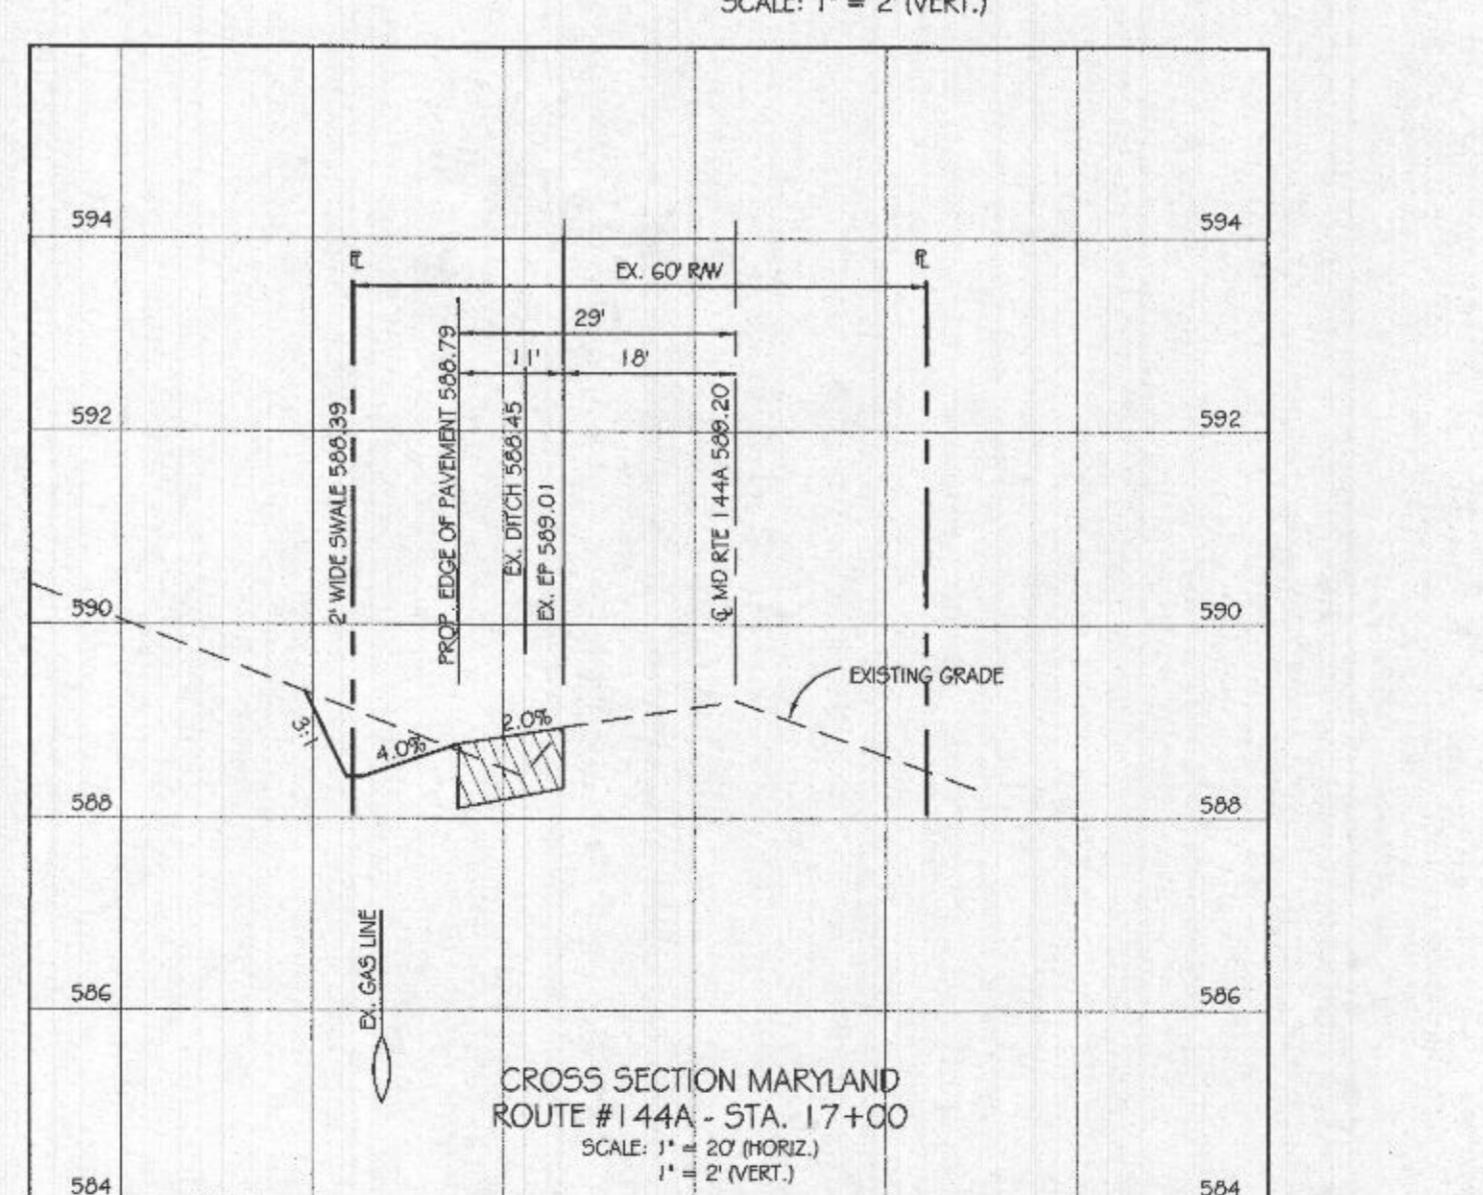 SCALE: 1" = 2' (VERT.)
594
594
℄
℄
EX. 60' R/W
29'
11'
18'
2' WIDE SWALE 588.39
PROP. EDGE OF PAVEMENT 588.79
EX. DITCH 588.45
EX. EP 589.01
℄ MD RTE 144A 589.20
592
592
590
590
EXISTING GRADE
3:1
4.0%
2.0%
588
588
EX. GAS LINE
586
586
CROSS SECTION MARYLAND
ROUTE #144A - STA. 17+00
SCALE: 1" = 20' (HORIZ.)
1" = 2' (VERT.)
584
584